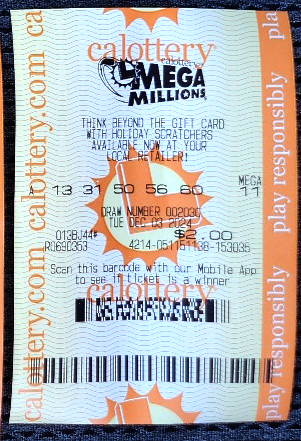 calottery
calottery
MEGA
MILLIONS
THINK BEYOND THE GIFT CARD
WITH HOLIDAY SCRATCHERS
AVAILABLE NOW AT YOUR
LOCAL RETAILER!
MEGA
A 13 31 50 56 60 11
DRAW NUMBER 002030
TUE DEC 03 2024
013BJ44# $2.00
R0690353 4214-051151138-153035
Scan this barcode with our Mobile App
to see if ticket is a winner
calottery
calottery.com calottery.com ca
play responsibly play responsibly pla